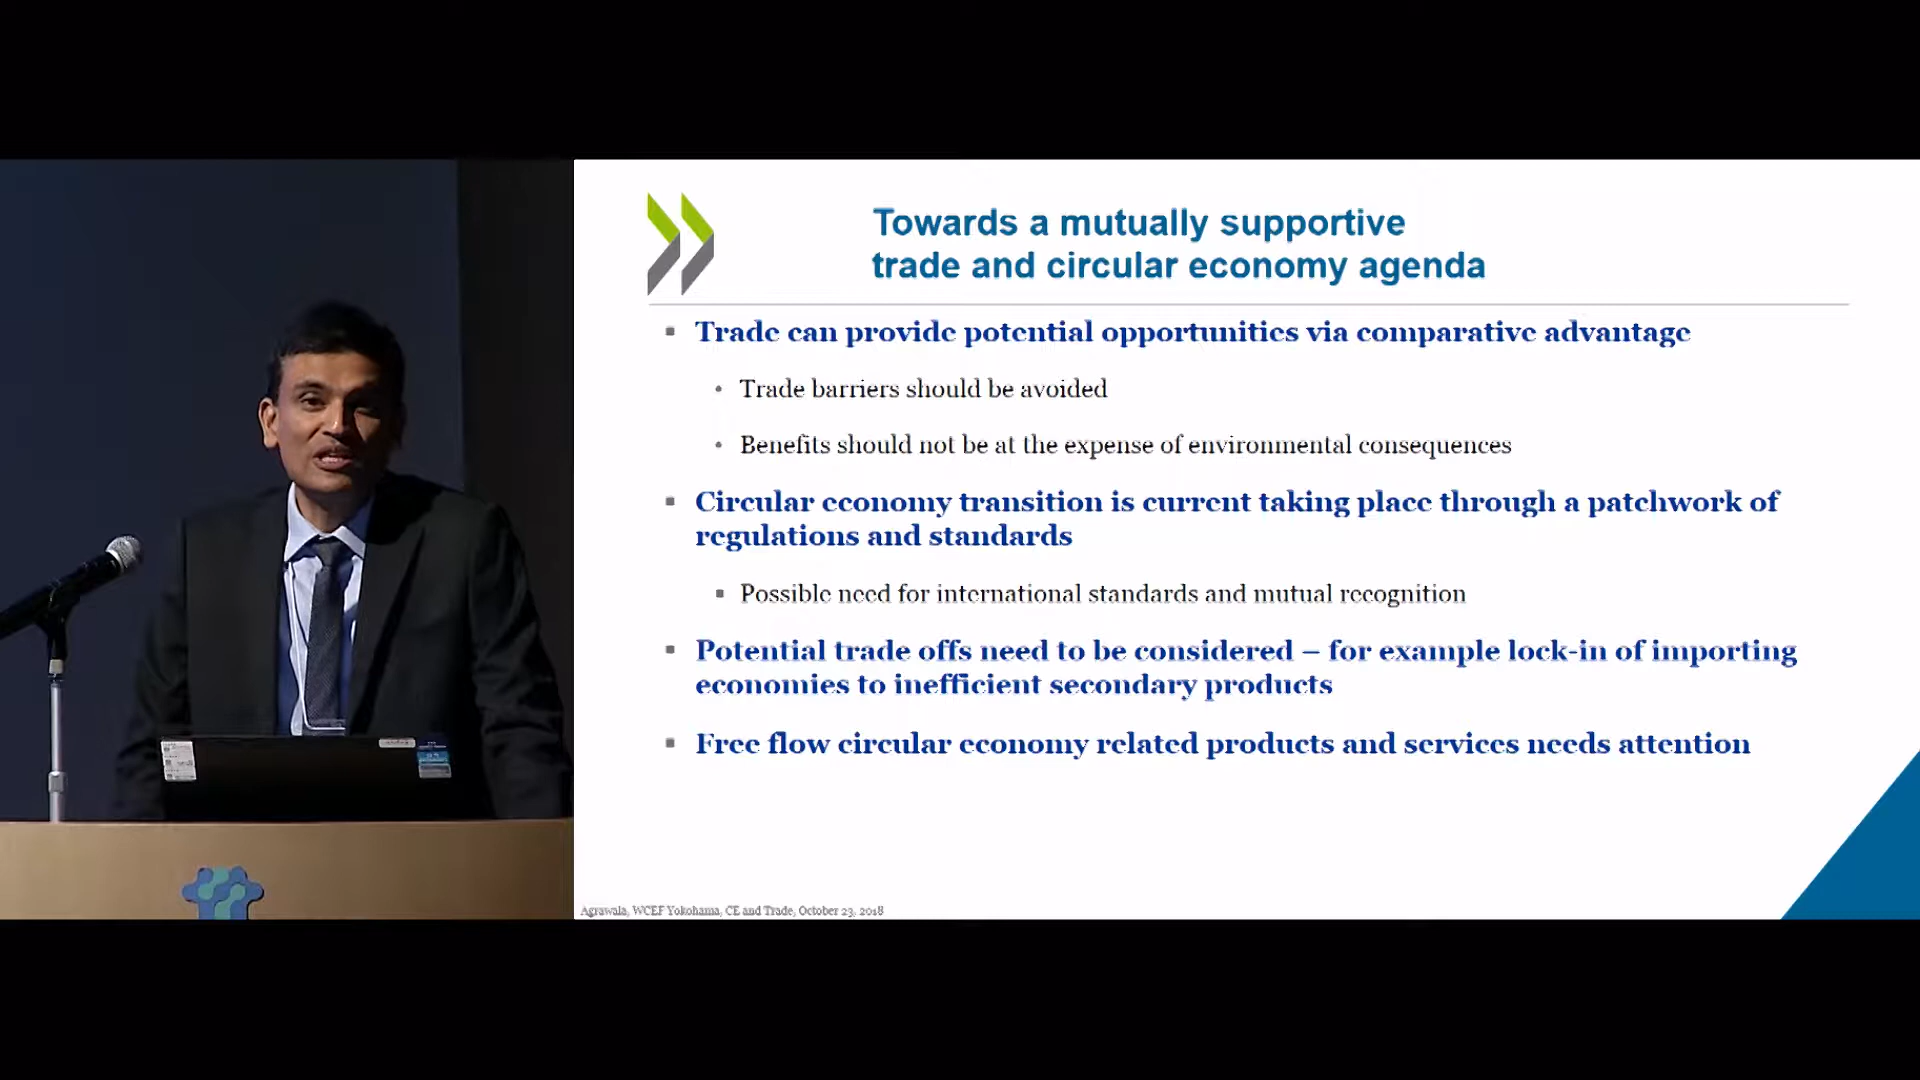 Towards a mutually supportive
trade and circular economy agenda
Trade can provide potential opportunities via comparative advantage
Trade barriers should be avoided
Benefits should not be at the expense of environmental consequences
Circular economy transition is current taking place through a patchwork of
regulations and standards
Possible need for international standards and mutual recognition
Potential trade offs need to be considered – for example lock-in of importing
economies to inefficient secondary products
Free flow circular economy related products and services needs attention
Agrawala, WCEF Yokohama, CE and Trade, October 23, 2018